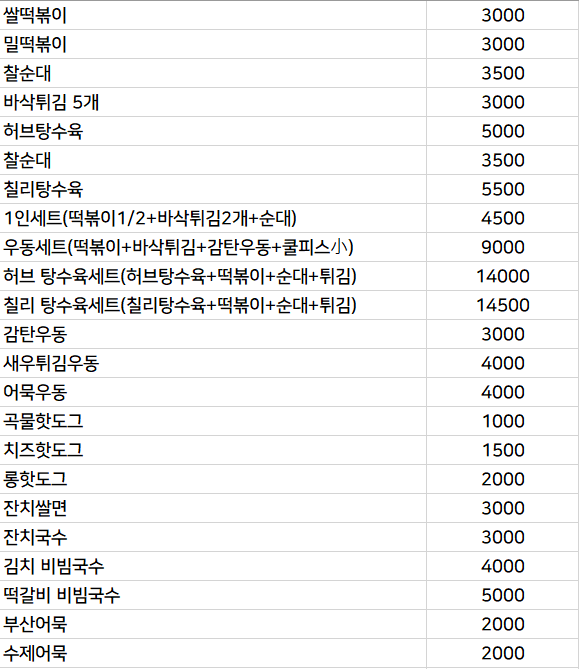 쌀떡볶이 3000
밀떡볶이 3000
찰순대 3500
바삭튀김 5개 3000
허브탕수육 5000
찰순대 3500
칠리탕수육 5500
1인세트(떡볶이1/2+바삭튀김2개+순대) 4500
우동세트(떡볶이+바삭튀김+감탄우동+쿨피스小) 9000
허브 탕수육세트(허브탕수육+떡볶이+순대+튀김) 14000
칠리 탕수육세트(칠리탕수육+떡볶이+순대+튀김) 14500
감탄우동 3000
새우튀김우동 4000
어묵우동 4000
곡물핫도그 1000
치즈핫도그 1500
롱핫도그 2000
잔치쌀면 3000
잔치국수 3000
김치 비빔국수 4000
떡갈비 비빔국수 5000
부산어묵 2000
수제어묵 2000